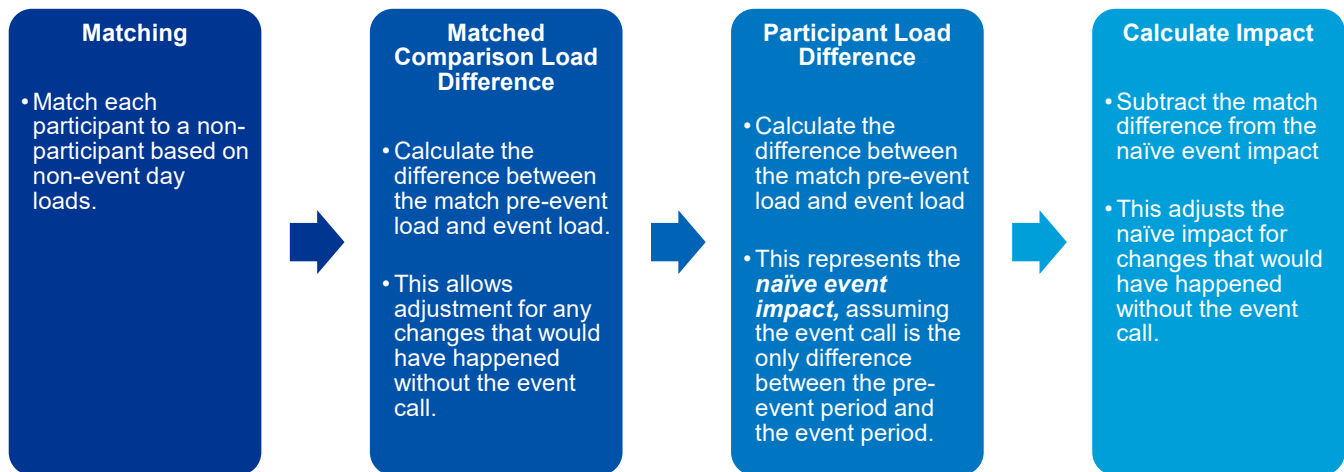 Matching
• Match each
participant to a non-
participant based on
non-event day
loads.
Matched
Comparison Load
Difference
• Calculate the
difference between
the match pre-event
load and event load.
• This allows
adjustment for any
changes that would
have happened
without the event
call.
Participant Load
Difference
• Calculate the
difference between
the match pre-event
load and event load
• This represents the
naïve event
impact, assuming
the event call is the
only difference
between the pre-
event period and
the event period.
Calculate Impact
• Subtract the match
difference from the
naïve event impact
• This adjusts the
naïve impact for
changes that would
have happened
without the event
call.